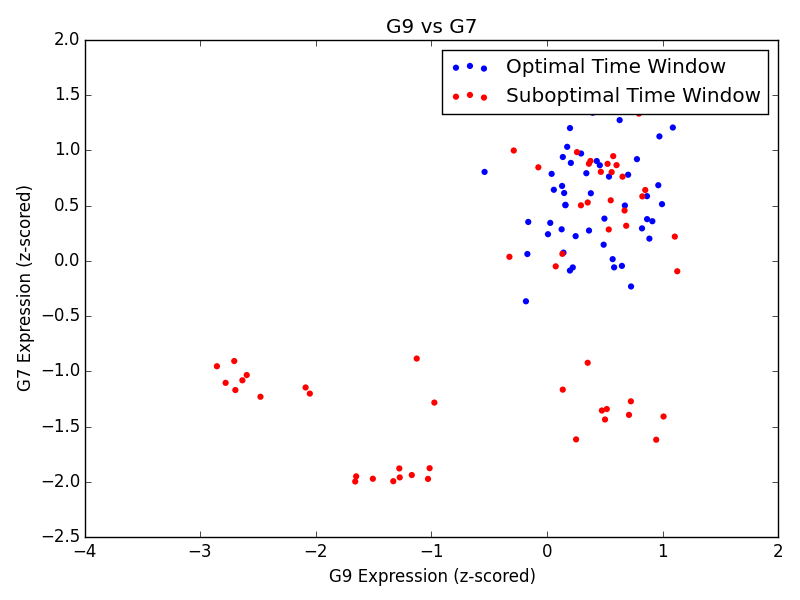 G9 vs G7
Optimal Time Window
Suboptimal Time Window
2.0
1.5
1.0
0.5
0.0
−0.5
−1.0
−1.5
−2.0
−2.5
G7 Expression (z-scored)
−4 −3 −2 −1 0 1 2
G9 Expression (z-scored)